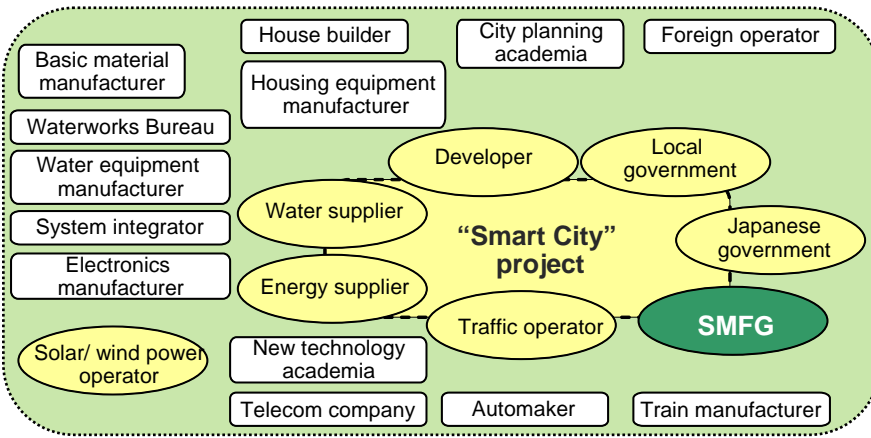 House builder
City planning
academia
Foreign operator
Basic material
manufacturer
Housing equipment
manufacturer
Waterworks Bureau
Developer
Local
government
Water equipment
manufacturer
Water supplier
System integrator
"Smart City"
project
Japanese
government
Electronics
manufacturer
Energy supplier
Traffic operator
SMFG
Solar/ wind power
operator
New technology
academia
Telecom company
Automaker
Train manufacturer